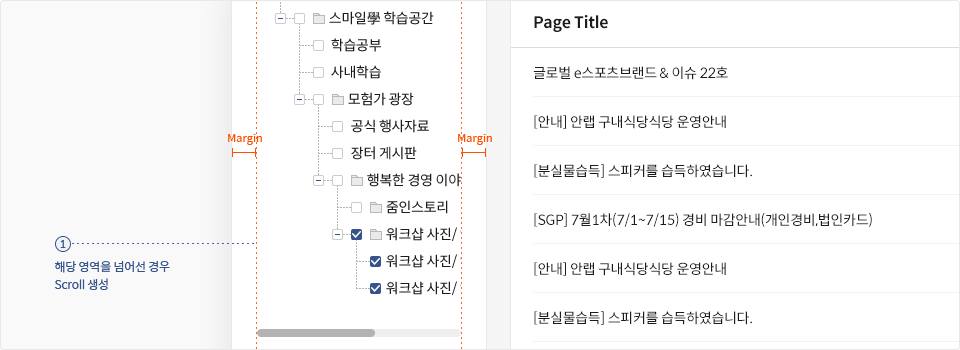 스마일學 학습공간
학습공부
사내학습
모험가 광장
공식 행사자료
장터 게시판
행복한 경영 이야
줌인스토리
워크샵 사진/
워크샵 사진/
워크샵 사진/
Margin
Margin
1
해당 영역을 넘어선 경우
Scroll 생성
Page Title
글로벌 e스포츠브랜드 & 이슈 22호
[안내] 안랩 구내식당식당 운영안내
[분실물습득] 스피커를 습득하였습니다.
[SGP] 7월1차(7/1~7/15) 경비 마감안내(개인경비,법인카드)
[안내] 안랩 구내식당식당 운영안내
[분실물습득] 스피커를 습득하였습니다.